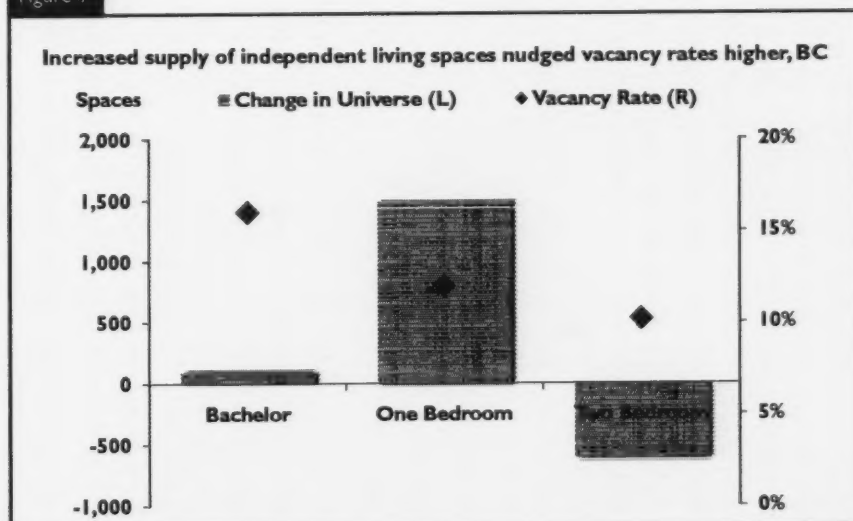 Increased supply of independent living spaces nudged vacancy rates higher, BC
Spaces
Change in Universe (L)
Vacancy Rate (R)
2,000
1,500
1,000
500
0
-500
-1,000
Bachelor
One Bedroom
Bedroom
20%
15%
10%
5%
0%